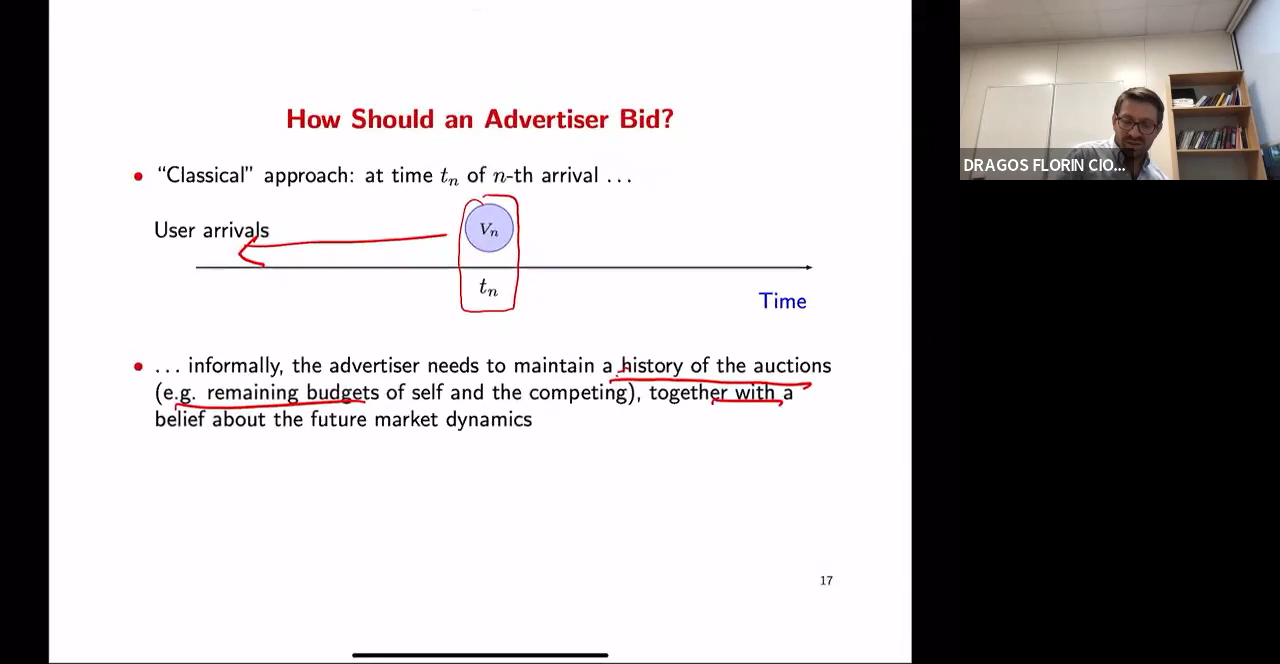 How Should an Advertiser Bid?
• “Classical” approach: at time tn of n-th arrival ...
User arrivals
Vn
tn
Time
• ... informally, the advertiser needs to maintain a history of the auctions
(e.g. remaining budgets of self and the competing), together with a
belief about the future market dynamics
17
DRAGOS FLORIN CIO...